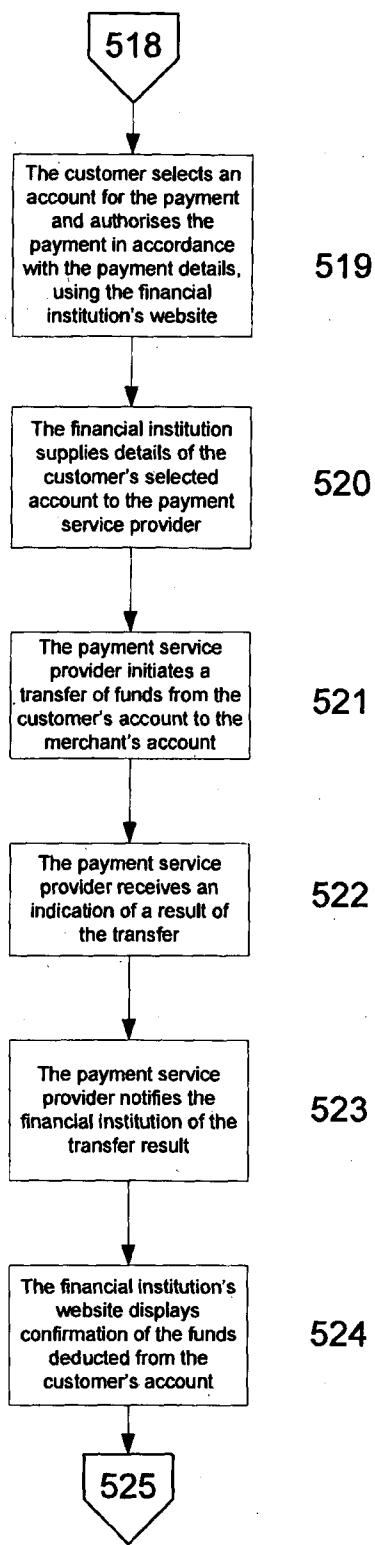 518
The customer selects an
account for the payment
and authorises the
payment in accordance
with the payment details,
using the financial
institution's website
519
The financial institution
supplies details of the
customer's selected
account to the payment
service provider
520
The payment service
provider initiates a
transfer of funds from the
customer's account to the
merchant's account
521
The payment service
provider receives an
indication of a result of
the transfer
522
The payment service
provider notifies the
financial institution of the
transfer result
523
The financial institution's
website displays
confirmation of the funds
deducted from the
customer's account
524
525